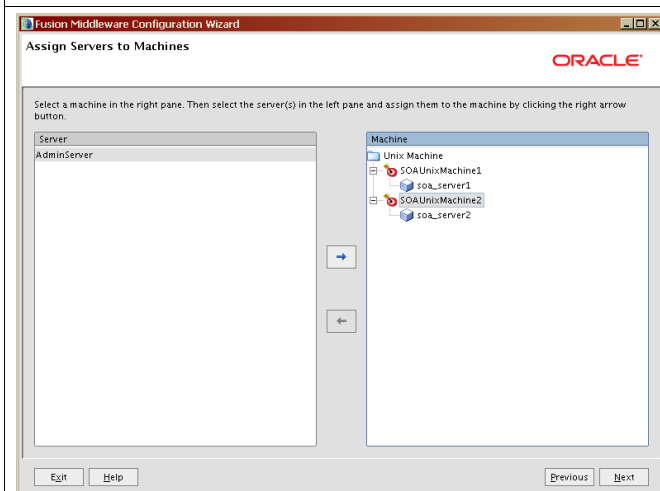 Fusion Middleware Configuration Wizard
Assign Servers to Machines
ORACLE
Select a machine in the right pane. Then select the server(s) in the left pane and assign them to the machine by clicking the right arrow
button.
Server
AdminServer
Machine
Unix Machine
SOAUnixMachine1
soa_server1
SOAUnixMachine2
soa_server2
Exit Help Previous Next